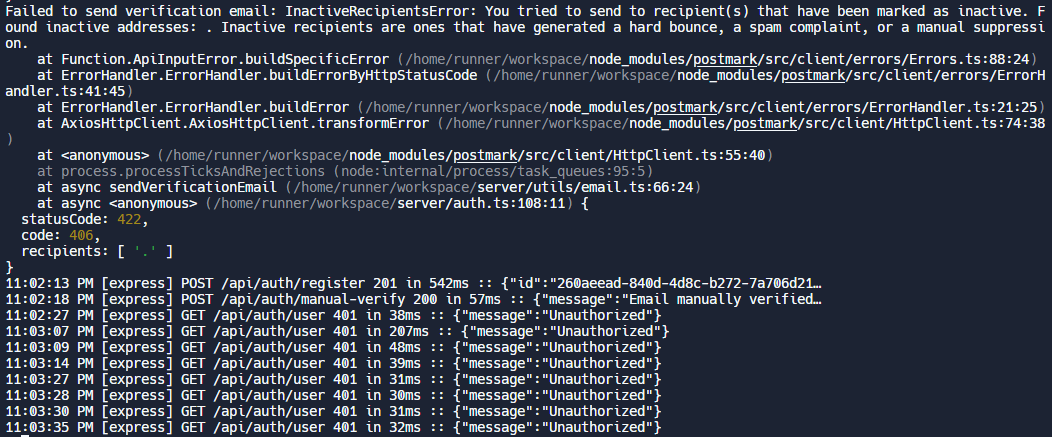 Failed to send verification email: InactiveRecipientsError: You tried to send to recipient(s) that have been marked as inactive. F
ound inactive addresses: . Inactive recipients are ones that have generated a hard bounce, a spam complaint, or a manual suppressi
on.
    at Function.ApiInputError.buildSpecificError (/home/runner/workspace/node_modules/postmark/src/client/errors/Errors.ts:88:24)
    at ErrorHandler.ErrorHandler.buildErrorByHttpStatusCode (/home/runner/workspace/node_modules/postmark/src/client/errors/ErrorH
andler.ts:41:45)
    at ErrorHandler.ErrorHandler.buildError (/home/runner/workspace/node_modules/postmark/src/client/errors/ErrorHandler.ts:21:25)
    at AxiosHttpClient.AxiosHttpClient.transformError (/home/runner/workspace/node_modules/postmark/src/client/HttpClient.ts:74:38
)
    at <anonymous> (/home/runner/workspace/node_modules/postmark/src/client/HttpClient.ts:55:40)
    at process.processTicksAndRejections (node:internal/process/task_queues:95:5)
    at async sendVerificationEmail (/home/runner/workspace/server/utils/email.ts:66:24)
    at async <anonymous> (/home/runner/workspace/server/auth.ts:108:11) {
  statusCode: 422,
  code: 406,
  recipients: [ '.' ]
}
11:02:13 PM [express] POST /api/auth/register 201 in 542ms :: {"id":"260aeead-840d-4d8c-b272-7a706d21…
11:02:18 PM [express] POST /api/auth/manual-verify 200 in 57ms :: {"message":"Email manually verified…
11:02:27 PM [express] GET /api/auth/user 401 in 38ms :: {"message":"Unauthorized"}
11:03:07 PM [express] GET /api/auth/user 401 in 207ms :: {"message":"Unauthorized"}
11:03:09 PM [express] GET /api/auth/user 401 in 48ms :: {"message":"Unauthorized"}
11:03:14 PM [express] GET /api/auth/user 401 in 39ms :: {"message":"Unauthorized"}
11:03:27 PM [express] GET /api/auth/user 401 in 31ms :: {"message":"Unauthorized"}
11:03:28 PM [express] GET /api/auth/user 401 in 30ms :: {"message":"Unauthorized"}
11:03:30 PM [express] GET /api/auth/user 401 in 31ms :: {"message":"Unauthorized"}
11:03:35 PM [express] GET /api/auth/user 401 in 32ms :: {"message":"Unauthorized"}